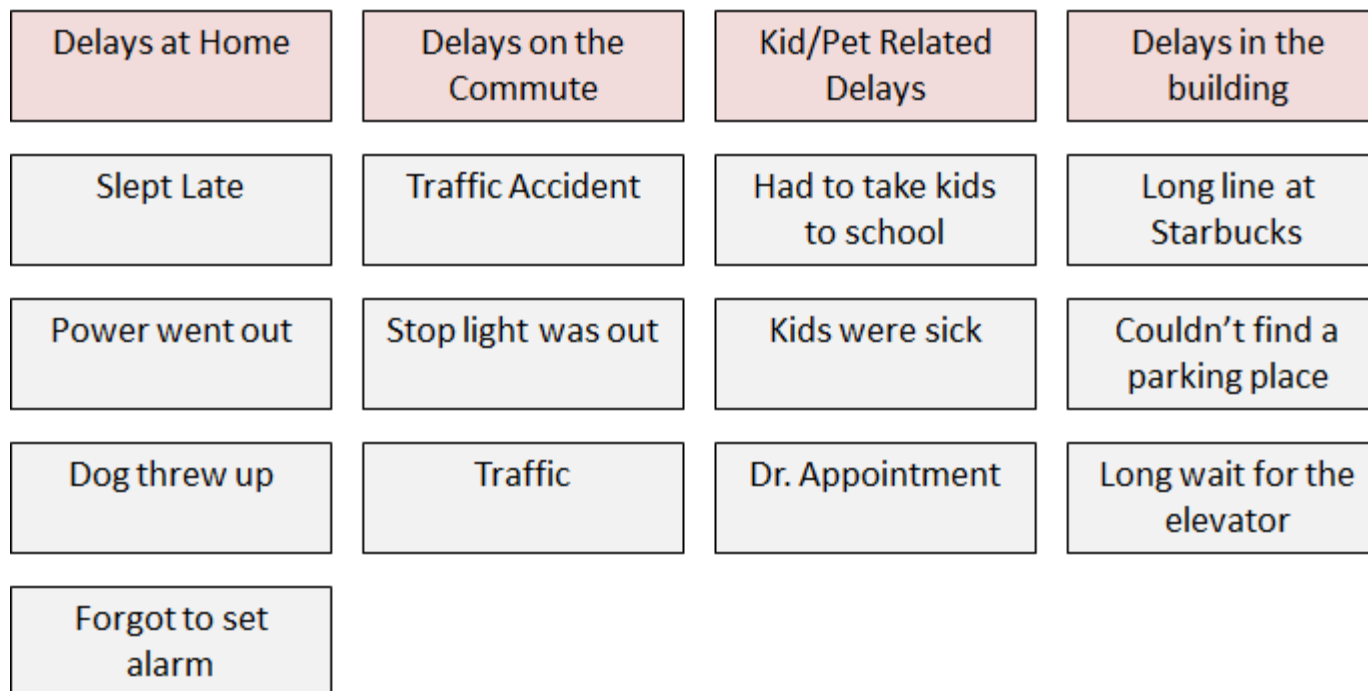 Delays at Home
Delays on the
Commute
Kid/Pet Related
Delays
Delays in the
building
Slept Late
Traffic Accident
Had to take kids
to school
Long line at
Starbucks
Power went out
Stop light was out
Kids were sick
Couldn’t find a
parking place
Dog threw up
Traffic
Dr. Appointment
Long wait for the
elevator
Forgot to set
alarm